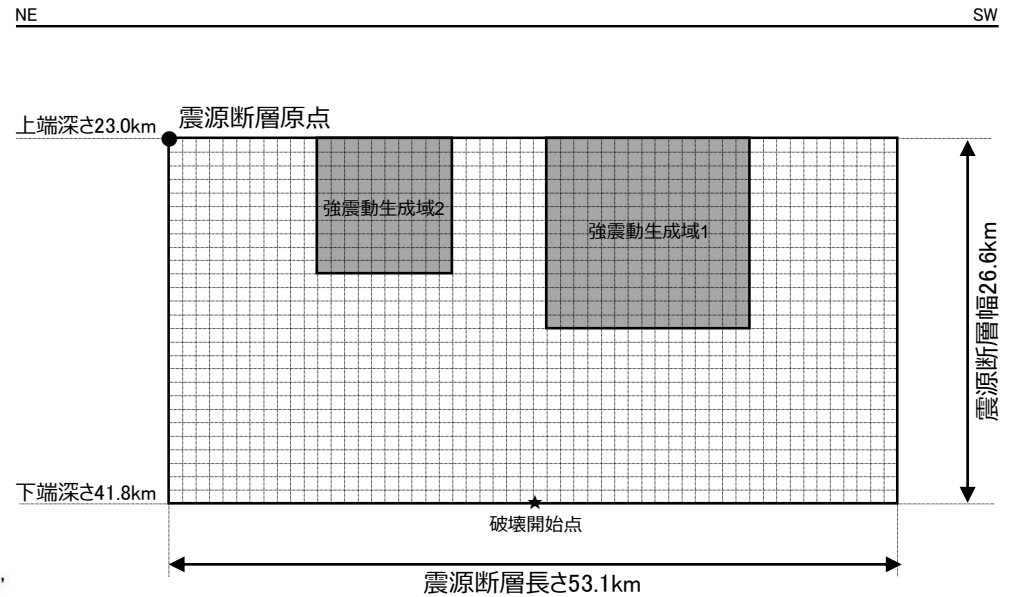 NE
SW
上端深さ23.0km
震源断層原点
強震動生成域2
強震動生成域1
震源断層幅26.6km
下端深さ41.8km
破壊開始点
震源断層長さ53.1km